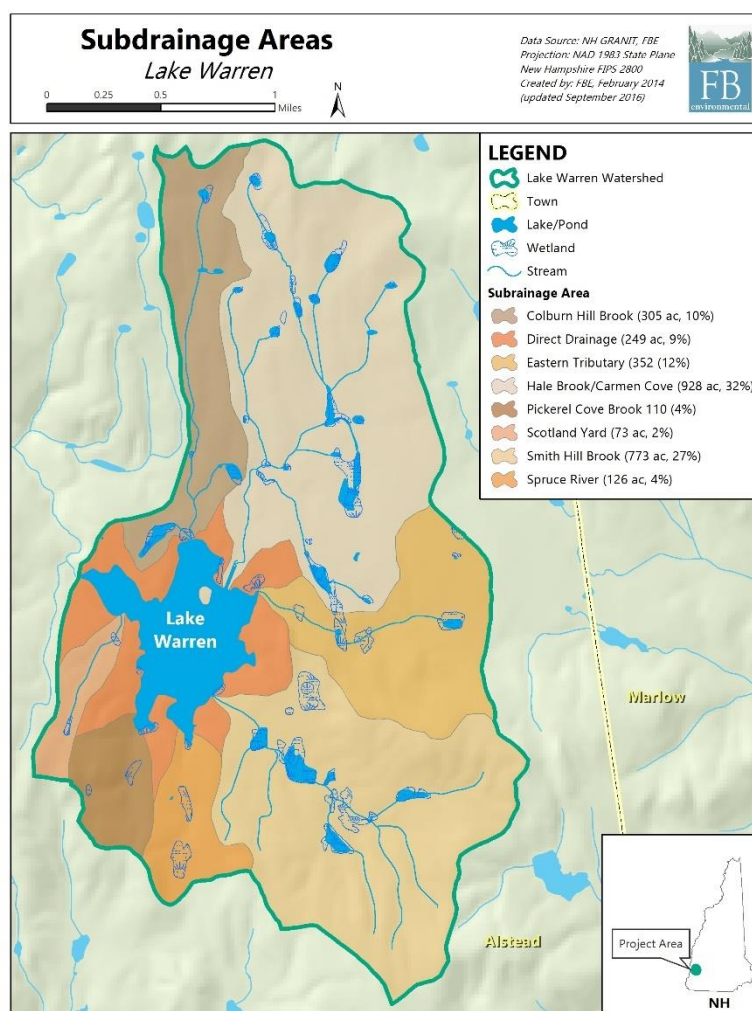 Subdrainage Areas
Lake Warren
0 0.25 0.5 1
Miles
N
Data Source: NH GRANIT, FBE
Projection: NAD 1983 State Plane
New Hampshire FIPS 2800
Created by: FBE, February 2014
(updated September 2016)
FB
environmental
LEGEND
Lake Warren Watershed
Town
Lake/Pond
Wetland
Stream
Subrainage Area
Colburn Hill Brook (305 ac, 10%)
Direct Drainage (249 ac, 9%)
Eastern Tributary (352 (12%)
Hale Brook/Carmen Cove (928 ac, 32%)
Pickerel Cove Brook 110 (4%)
Scotland Yard (73 ac, 2%)
Smith Hill Brook (773 ac, 27%)
Spruce River (126 ac, 4%)
Lake
Warren
Marlow
Alstead
Project Area
NH